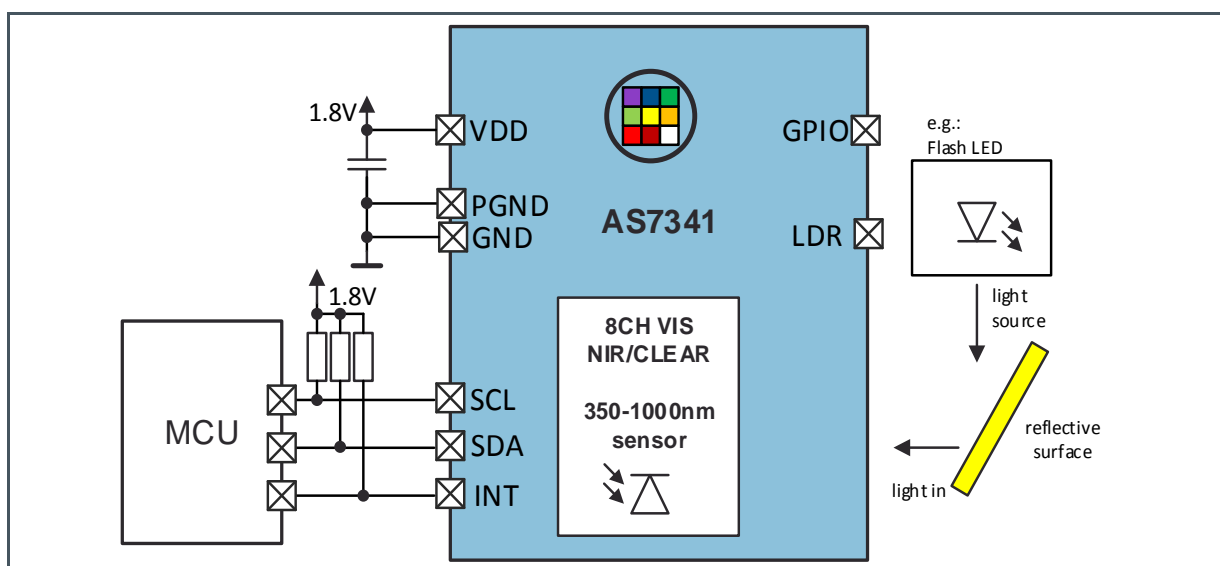 1.8V
VDD
PGND
GND
AS7341
GPIO
LDR
e.g.:
Flash LED
light
source
1.8V
MCU
SCL
SDA
INT
8CH VIS
NIR/CLEAR
350-1000nm
sensor
reflective
surface
light in